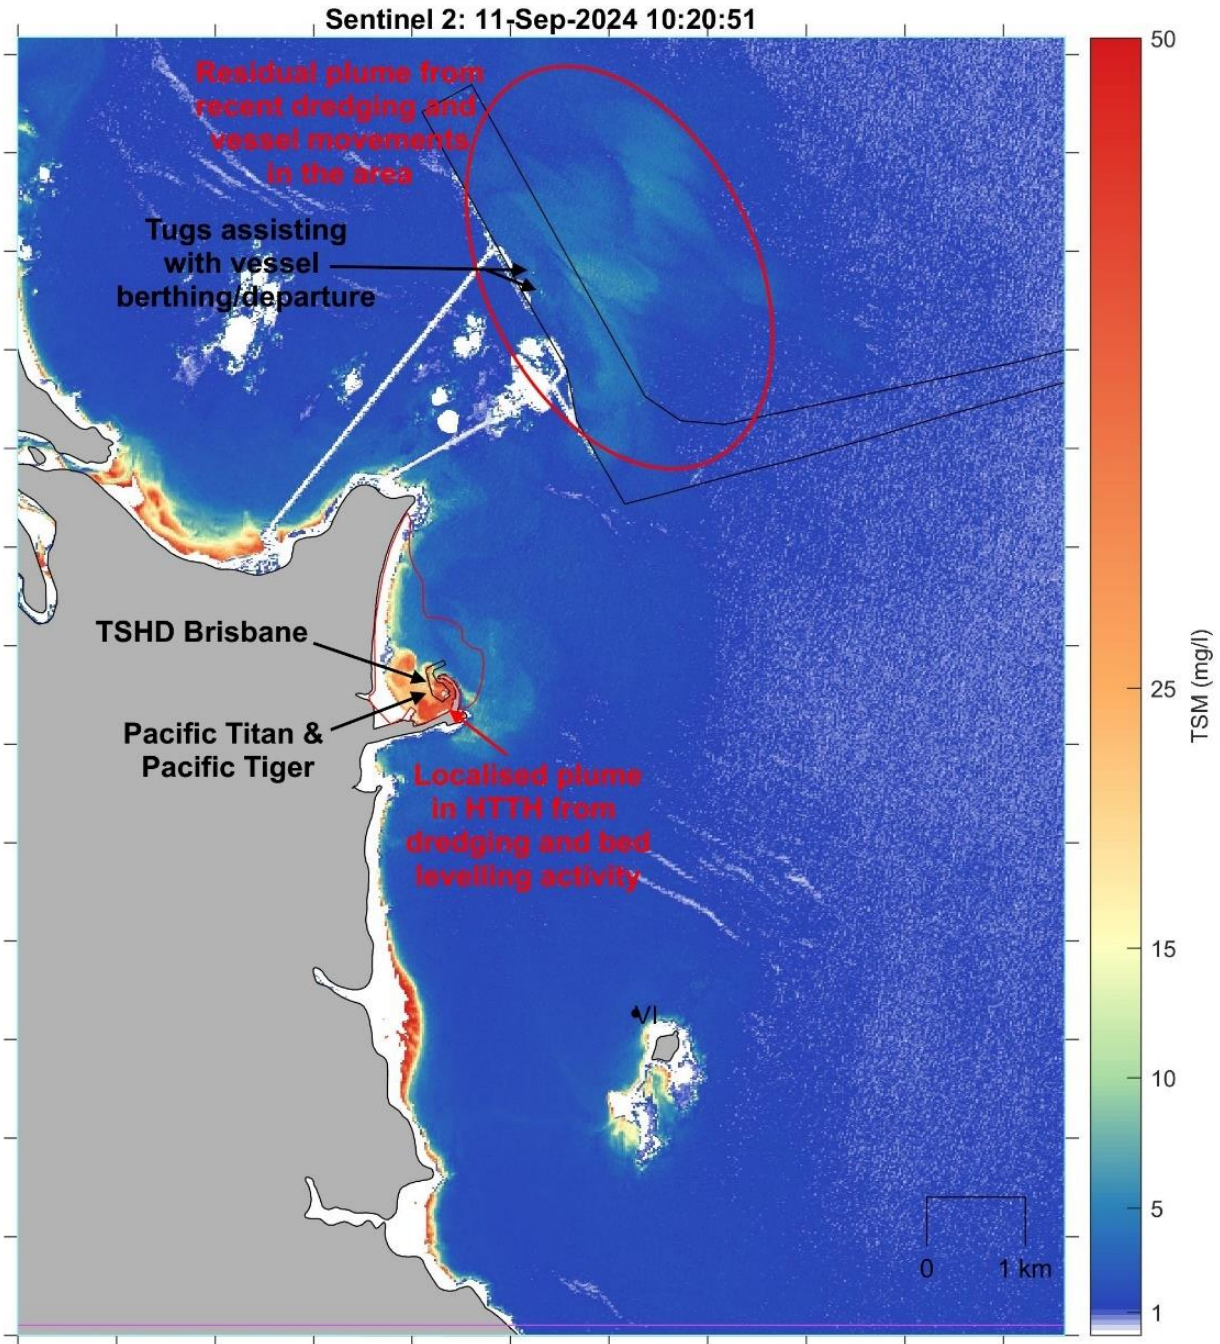 Sentinel 2: 11-Sep-2024 10:20:51
Residual plume from
recent dredging and
vessel movements
in the area
Tugs assisting
with vessel
berthing/departure
TSHD Brisbane
Pacific Titan &
Pacific Tiger
Localised plume
in HTTH from
dredging and bed
levelling activity
VI
0 1 km
50
25
15
10
5
1
TSM (mg/l)